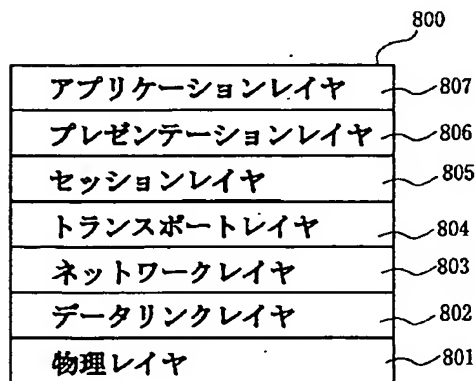 800
アプリケーションレイヤ 807
プレゼンテーションレイヤ 806
セッションレイヤ 805
トランスポートレイヤ 804
ネットワークレイヤ 803
データリンクレイヤ 802
物理レイヤ 801